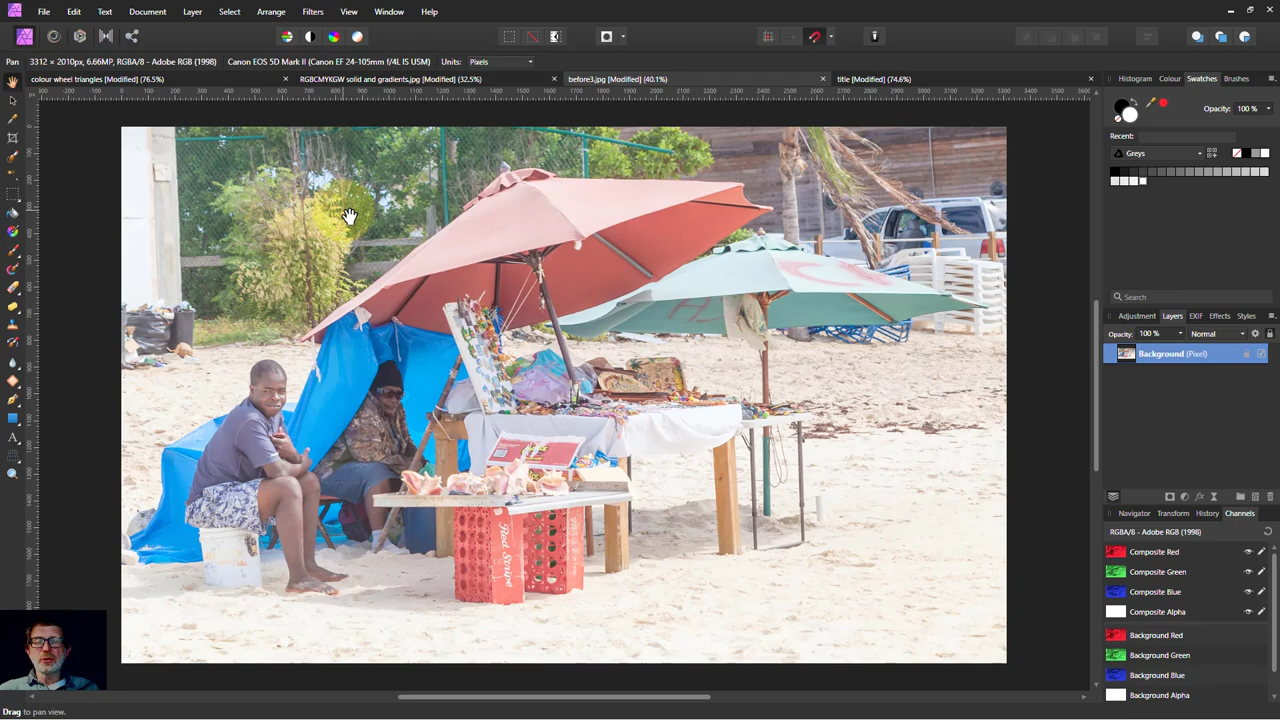 File Edit Text Document Layer Select Arrange Filters View Window Help
Pan 3312 × 2010px, 6.66MP, RGBA/8 - Adobe RGB (1998) Canon EOS 5D Mark II (Canon EF 24-105mm f/4L IS USM) Units: Pixels
colour wheel triangles [Modified] (76.5%) RGBCMYKGW solid and gradients.jpg [Modified] (32.5%) before3.jpg [Modified] (40.1%) title [Modified] (74.6%)
Histogram Colour Swatches Brushes
Opacity: 100 %
Recent:
Greys
Search
Adjustment Layers EXIF Effects Styles
Opacity: 100 % Normal
Background (Pixel)
Navigator Transform History Channels
RGBA/8 - Adobe RGB (1998)
Composite Red
Composite Green
Composite Blue
Composite Alpha
Background Red
Background Green
Background Blue
Background Alpha
Red Stripe
Drag to pan view.